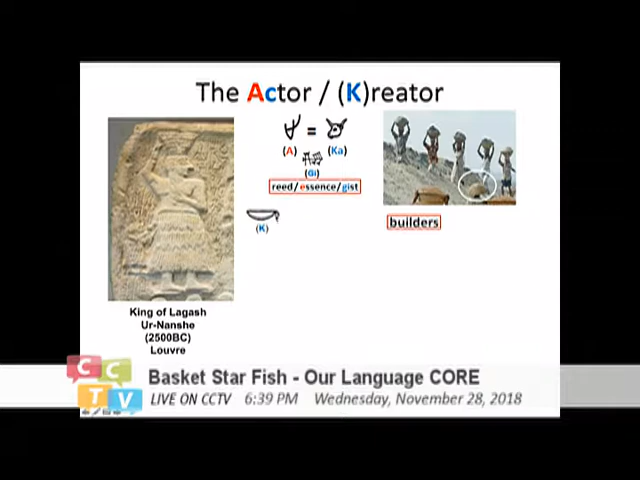 The Actor / (K)reator
=
(A)
(Ka)
(Gi)
reed/essence/gist
(K)
builders
King of Lagash
Ur-Nanshe
(2500BC)
Louvre
CCTV
Basket Star Fish - Our Language CORE
LIVE ON CCTV 6:39 PM Wednesday, November 28, 2018